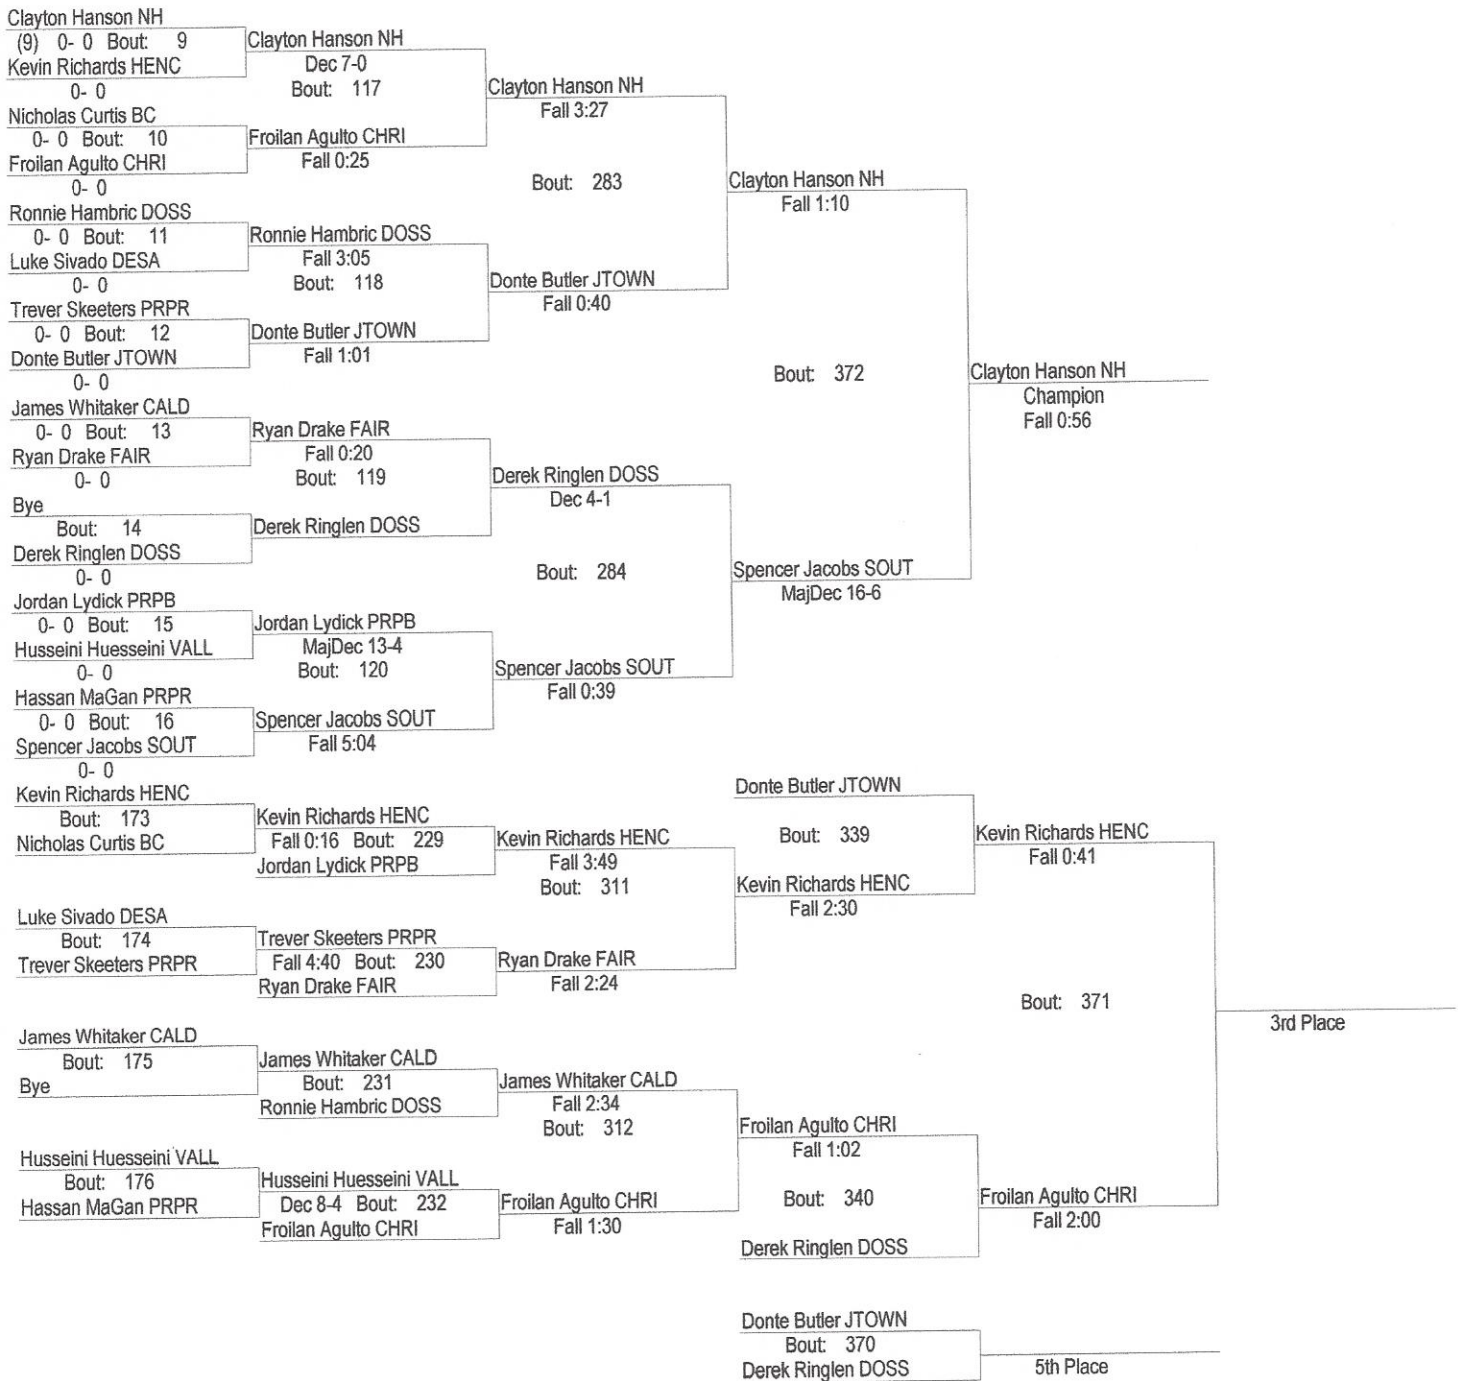 Clayton Hanson NH
(9) 0- 0 Bout: 9
Kevin Richards HENC
0- 0
Nicholas Curtis BC
0- 0 Bout: 10
Froilan Agulto CHRI
0- 0
Ronnie Hambric DOSS
0- 0 Bout: 11
Luke Sivado DESA
0- 0
Trever Skeeters PRPR
0- 0 Bout: 12
Donte Butler JTOWN
0- 0
James Whitaker CALD
0- 0 Bout: 13
Ryan Drake FAIR
0- 0
Bye
Bout: 14
Derek Ringlen DOSS
0- 0
Jordan Lydick PRPB
0- 0 Bout: 15
Husseini Huesseini VALL
0- 0
Hassan MaGan PRPR
0- 0 Bout: 16
Spencer Jacobs SOUT
0- 0
Clayton Hanson NH
Dec 7-0
Bout: 117
Froilan Agulto CHRI
Fall 0:25
Ronnie Hambric DOSS
Fall 3:05
Bout: 118
Donte Butler JTOWN
Fall 1:01
Ryan Drake FAIR
Fall 0:20
Bout: 119
Derek Ringlen DOSS
Jordan Lydick PRPB
MajDec 13-4
Bout: 120
Spencer Jacobs SOUT
Fall 5:04
Clayton Hanson NH
Fall 3:27
Bout: 283
Donte Butler JTOWN
Fall 0:40
Derek Ringlen DOSS
Dec 4-1
Bout: 284
Spencer Jacobs SOUT
Fall 0:39
Clayton Hanson NH
Fall 1:10
Bout: 372
Spencer Jacobs SOUT
MajDec 16-6
Clayton Hanson NH
Champion
Fall 0:56
Kevin Richards HENC
Bout: 173
Nicholas Curtis BC
Luke Sivado DESA
Bout: 174
Trever Skeeters PRPR
James Whitaker CALD
Bout: 175
Bye
Husseini Huesseini VALL
Bout: 176
Hassan MaGan PRPR
Kevin Richards HENC
Fall 0:16 Bout: 229
Jordan Lydick PRPB
Trever Skeeters PRPR
Fall 4:40 Bout: 230
Ryan Drake FAIR
James Whitaker CALD
Bout: 231
Ronnie Hambric DOSS
Husseini Huesseini VALL
Dec 8-4 Bout: 232
Froilan Agulto CHRI
Kevin Richards HENC
Fall 3:49
Bout: 311
Ryan Drake FAIR
Fall 2:24
James Whitaker CALD
Fall 2:34
Bout: 312
Froilan Agulto CHRI
Fall 1:30
Donte Butler JTOWN
Bout: 339
Kevin Richards HENC
Fall 2:30
Froilan Agulto CHRI
Fall 1:02
Bout: 340
Derek Ringlen DOSS
Kevin Richards HENC
Fall 0:41
Bout: 371
Froilan Agulto CHRI
Fall 2:00
3rd Place
Donte Butler JTOWN
Bout: 370
Derek Ringlen DOSS
5th Place